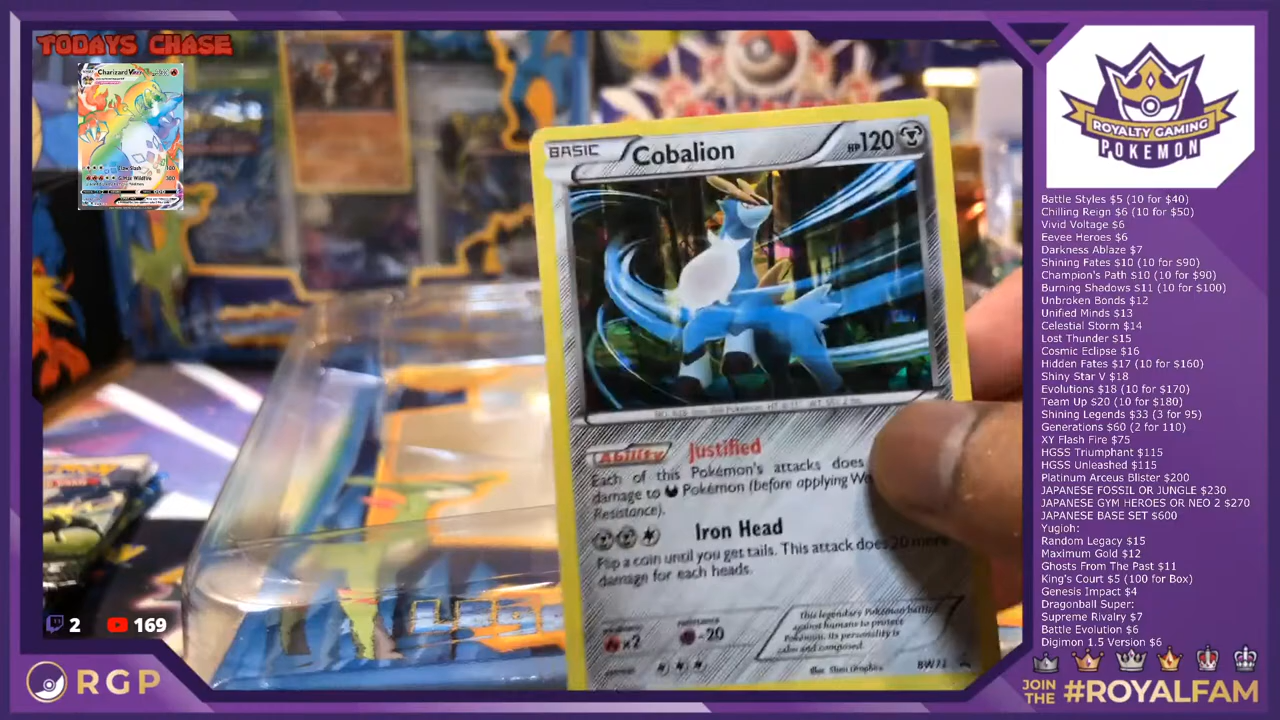 TODAYS CHASE
Charizard
Claw Slash 100
G-Max Wildfire 300
BASIC Cobalion HP120
Ability Justified
Each of this Pokémon's attacks does
damage to Pokémon (before applying
Resistance).
Iron Head
Flip a coin until you get tails. This attack does 20 more
damage for each heads.
×2 -20
This legendary Pokémon battled
against humans to protect
Pokémon. Its personality is
calm and composed.
BW72
2 169
RGP
ROYALTY GAMING
POKEMON
Battle Styles $5 (10 for $40)
Chilling Reign $6 (10 for $50)
Vivid Voltage $6
Eevee Heroes $6
Darkness Ablaze $7
Shining Fates $10 (10 for $90)
Champion's Path $10 (10 for $90)
Burning Shadows $11 (10 for $100)
Unbroken Bonds $12
Unified Minds $13
Celestial Storm $14
Lost Thunder $15
Cosmic Eclipse $16
Hidden Fates $17 (10 for $160)
Shiny Star V $18
Evolutions $18 (10 for $170)
Team Up $20 (10 for $180)
Shining Legends $33 (3 for 95)
Generations $60 (2 for 110)
XY Flash Fire $75
HGSS Triumphant $115
HGSS Unleashed $115
Platinum Arceus Blister $200
JAPANESE FOSSIL OR JUNGLE $230
JAPANESE GYM HEROES OR NEO 2 $270
JAPANESE BASE SET $600
Yugioh:
Random Legacy $15
Maximum Gold $12
Ghosts From The Past $11
King's Court $5 (100 for Box)
Genesis Impact $4
Dragonball Super:
Supreme Rivalry $7
Battle Evolution $6
Digimon 1.5 Version $6
JOIN
THE #ROYALFAM